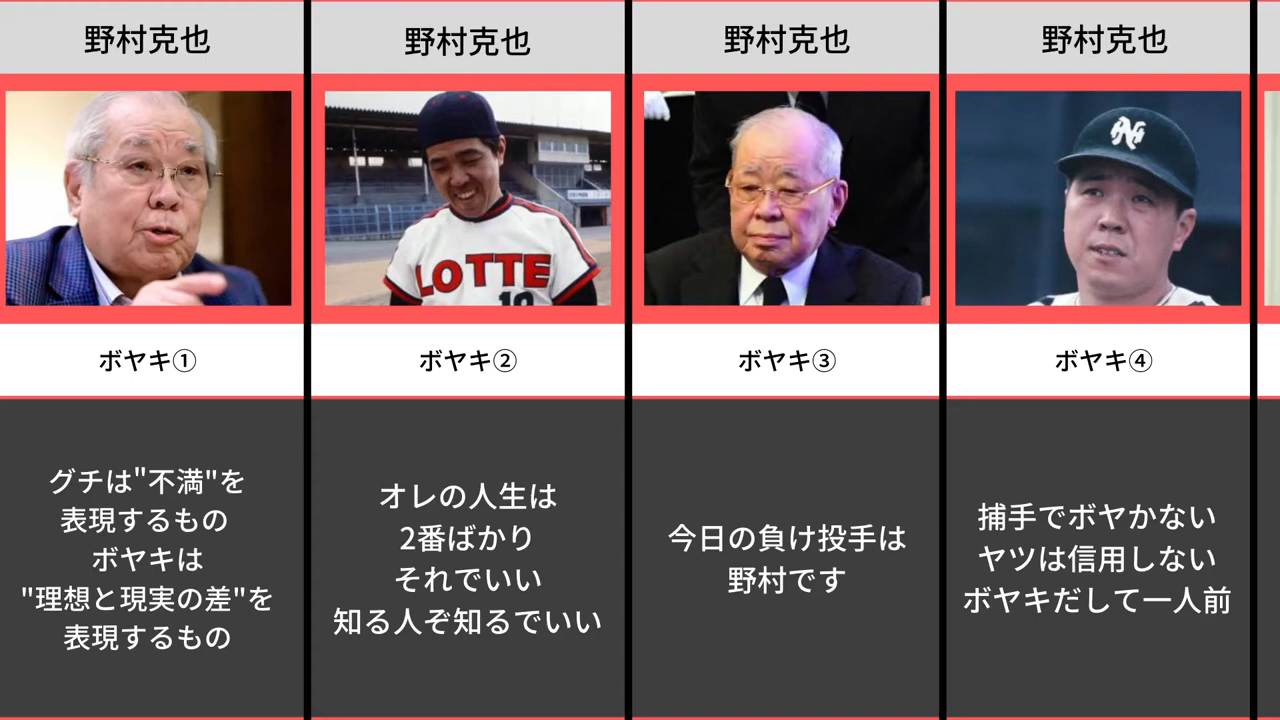 野村克也
LOTTE
ボヤキ①
グチは"不満"を
表現するもの
ボヤキは
"理想と現実の差"を
表現するもの
野村克也
ボヤキ②
オレの人生は
2番ばかり
それでいい
知る人ぞ知るでいい
野村克也
ボヤキ③
今日の負け投手は
野村です
野村克也
ボヤキ④
捕手でボヤかない
ヤツは信用しない
ボヤキだして一人前